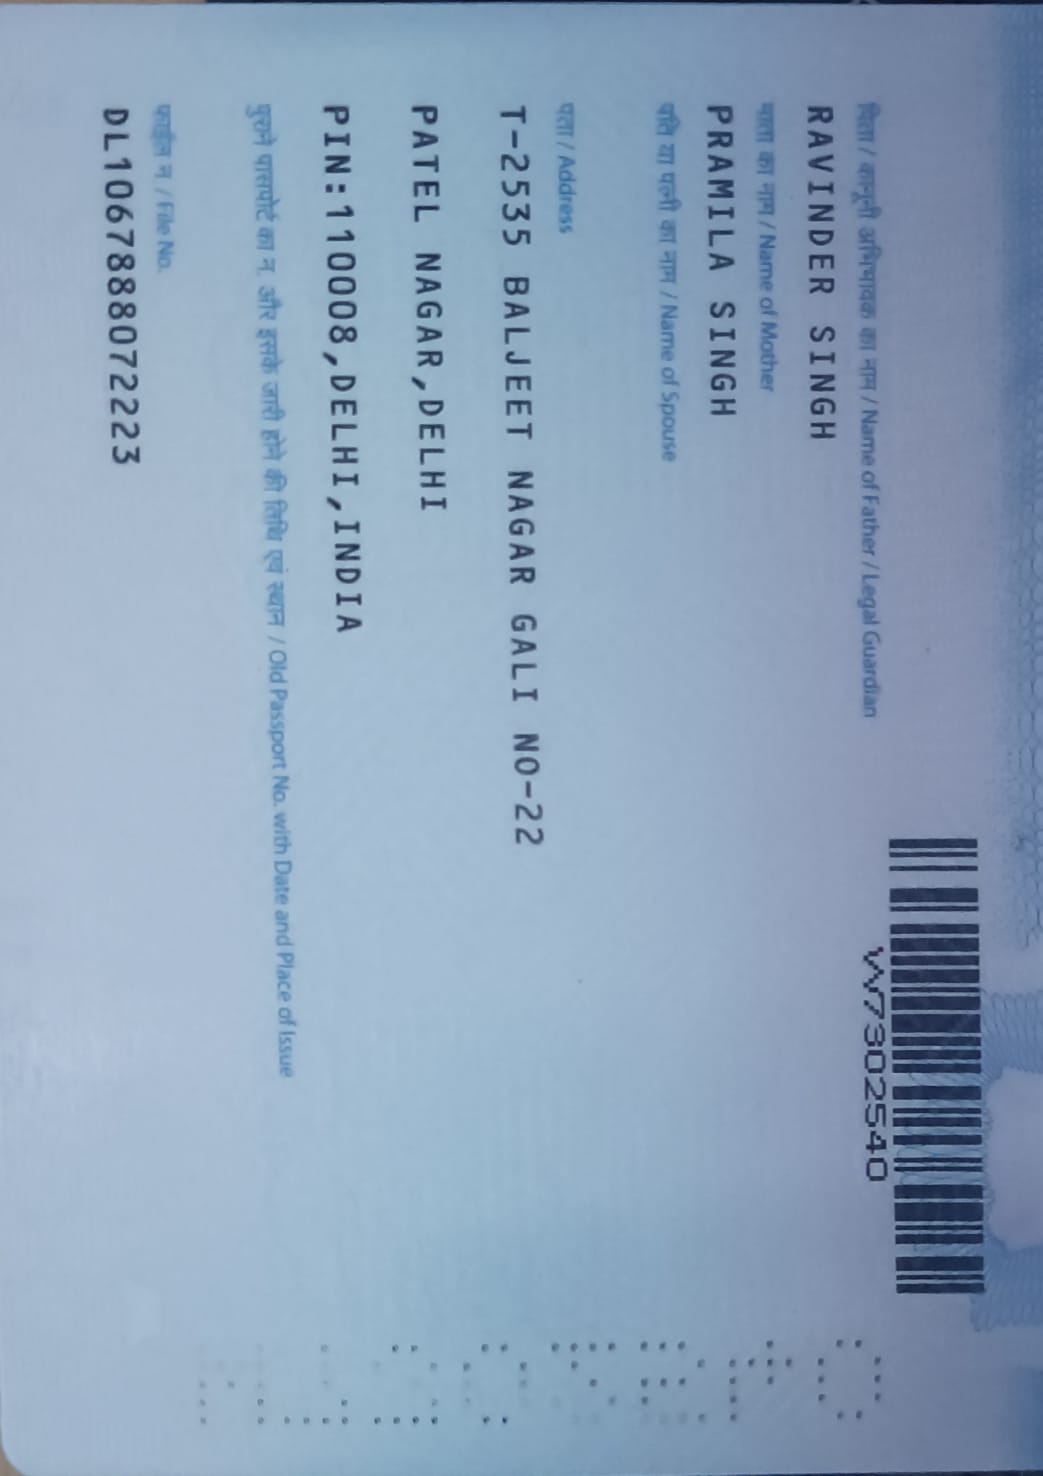 पिता / कानूनी अभिभावक का नाम / Name of Father / Legal Guardian
RAVINDER SINGH
माता का नाम / Name of Mother
PRAMILA SINGH
पति या पत्नी का नाम / Name of Spouse
पता / Address
T-2535 BALJEET NAGAR GALI NO-22
PATEL NAGAR,DELHI
PIN:110008,DELHI,INDIA
पुराने पासपोर्ट का न. और इसके जारी होने की तिथि एवं स्थान / Old Passport No. with Date and Place of Issue
फाईल न / File No.
DL1067888072223
W7302540